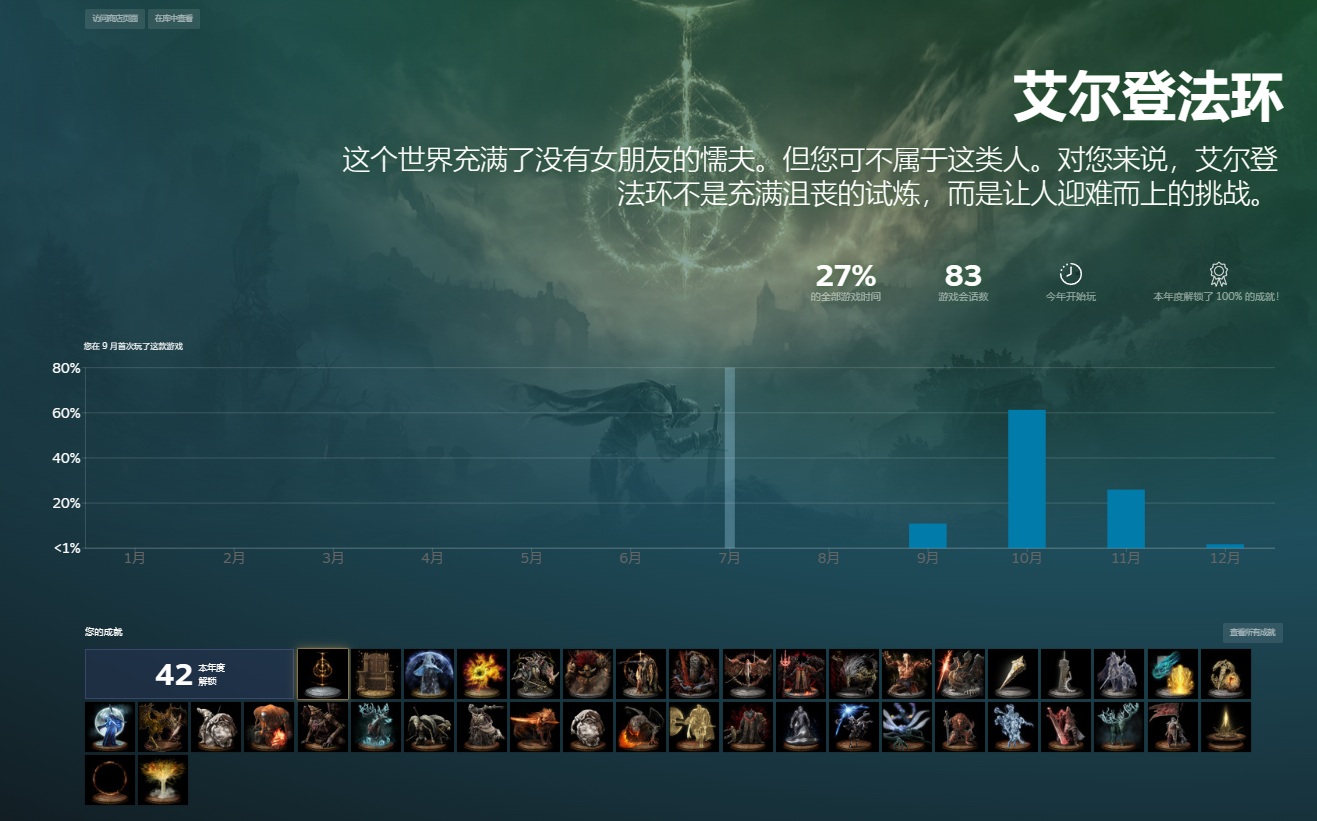 访问商店页面
在库中查看
艾尔登法环
这个世界充满了没有女朋友的懦夫。但您可不属于这类人。对您来说，艾尔登
法环不是充满沮丧的试炼，而是让人迎难而上的挑战。
27%
的全部游戏时间
83
游戏会话数
今年开始玩
本年度解锁了 100% 的成就！
您在 9 月首次玩了这款游戏
80%
60%
40%
20%
<1%
1月
2月
3月
4月
5月
6月
7月
8月
9月
10月
11月
12月
您的成就
查看所有成就
42
本年度
解锁